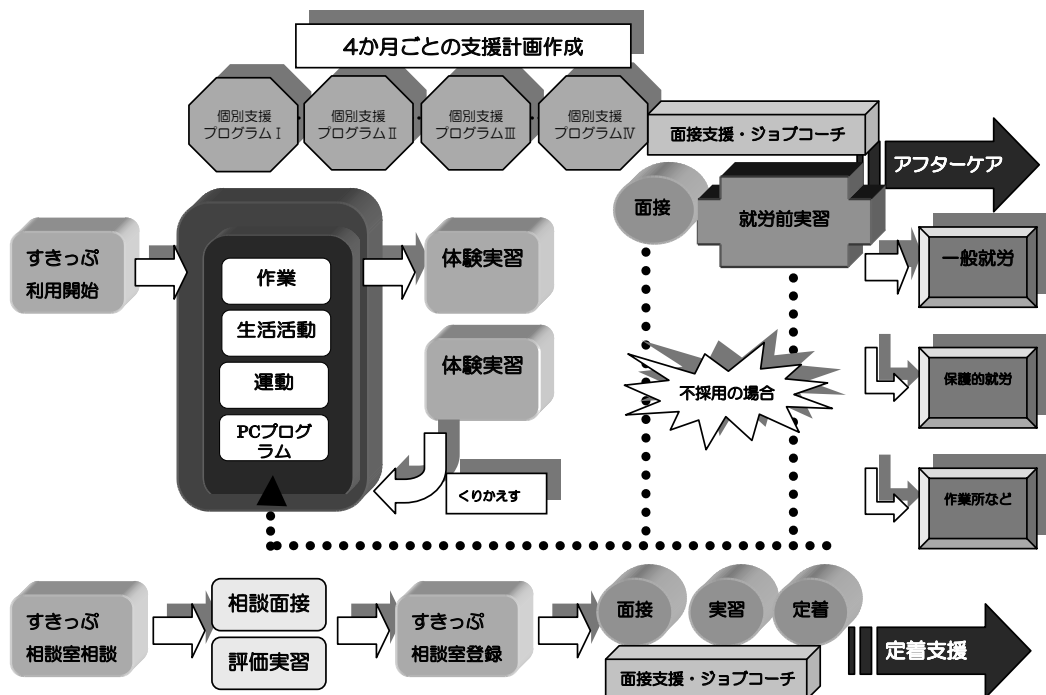 4か月ごとの支援計画作成
個別支援
プログラムⅠ
個別支援
プログラムⅡ
個別支援
プログラムⅢ
個別支援
プログラムⅣ
面接支援・ジョブコーチ
アフターケア
面接
就労前実習
すきっぷ
利用開始
作業
生活活動
運動
PCプログ
ラム
体験実習
体験実習
くりかえす
不採用の場合
一般就労
保護的就労
作業所など
すきっぷ
相談室相談
相談面接
評価実習
すきっぷ
相談室登録
面接
実習
定着
面接支援・ジョブコーチ
定着支援